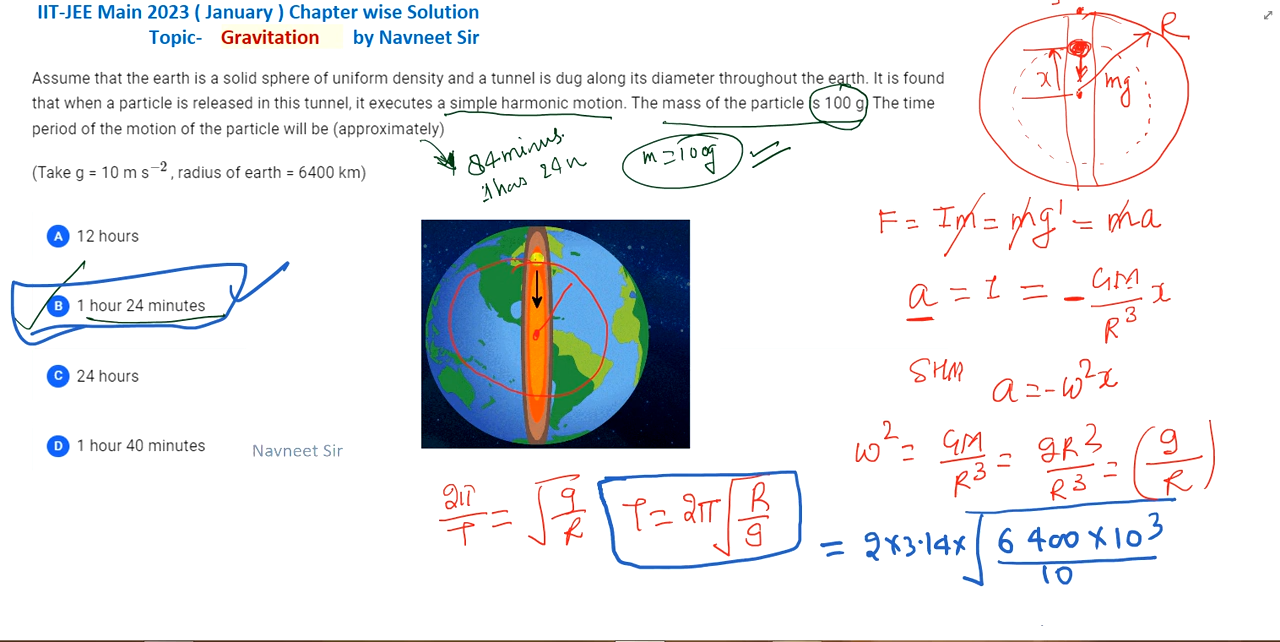 IIT-JEE Main 2023 ( January ) Chapter wise Solution
Topic- Gravitation by Navneet Sir
Assume that the earth is a solid sphere of uniform density and a tunnel is dug along its diameter throughout the earth. It is found
that when a particle is released in this tunnel, it executes a simple harmonic motion. The mass of the particle is 100 g. The time
period of the motion of the particle will be (approximately)
(Take g = 10 m s⁻², radius of earth = 6400 km)
84 minus.
1 has 24 n
m = 100g
R
x
mg
A 12 hours
B 1 hour 24 minutes
C 24 hours
D 1 hour 40 minutes
Navneet Sir
F = Im = mg' = ma
a = I = - GM/R³ x
SHM a = -ω²x
ω² = GM/R³ = gR²/R³ = (g/R)
2π/T = √(g/R) T = 2π √(R/g)
= 2×3.14× √(6400×10³/10)